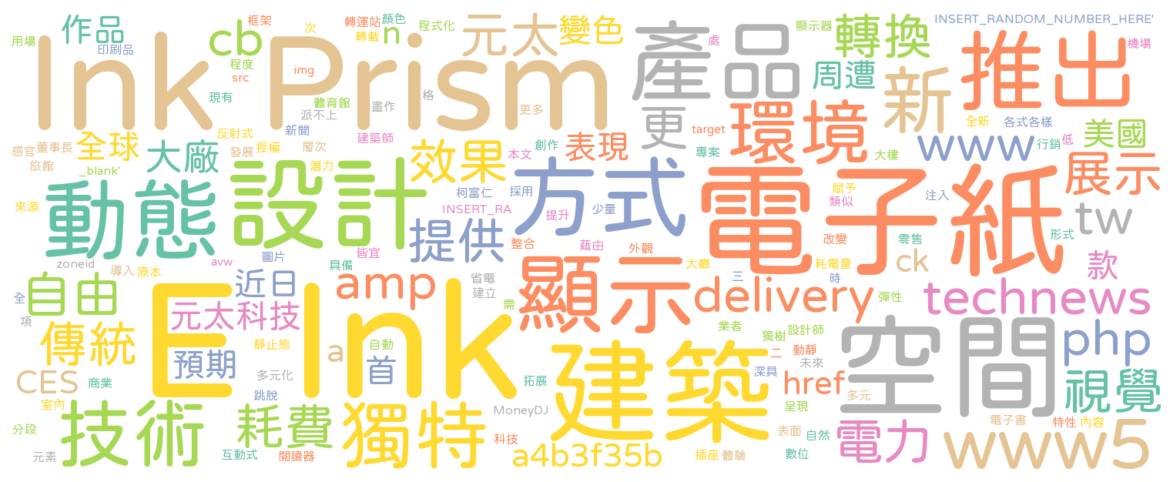 作品
框架
轉運站
顏色
次
程式化
轉載
n
元太
變色
處
顯示器
INSERT_RANDOM_NUMBER_HERE'
用場
印刷品
cb
Ink Prism
產品
轉換
推出
機場
程度
src
img
現有
體育館
派不上
畫作
格
更多
周遭
新
反射式
新聞
建築師
更
target
環境
全新
各式各樣
美國
感官
董事長
全球
發展
授權
層次
本文
創作
表現
專案
www
低
行銷
旅館
_blank'
大廠
潛力
效果
大樓
展示
來源
動態
設計
柯富仁
採用
方式
電子紙
賦予
類似
注入
INSERT_RA
提升
少量
tw
zoneid
avw
圖片
皆宜
提供
整合
藉由
外觀
改變
零售
形式
導入
原本
具備
省電
建立
大廳
耗電量
ck
款
全
自由
近日
amp
顯示
三
時
delivery
彈性
technews
業
項
元太科技
E Ink
需
傳統
靜止態
a
自動
業者
獨樹
設計師
php
預期
首
二
動靜
未來
空間
CES
商業
多元化
拓展
建築
深具
href
視覺
室內
跳脫
MoneyDJ
呈現
多元
技術
耗費
獨特
電子書
特性
內容
分段
科技
表面
自然
電力
www5
元素
互動式
閱讀器
a4b3f35b
插座
體驗
數位